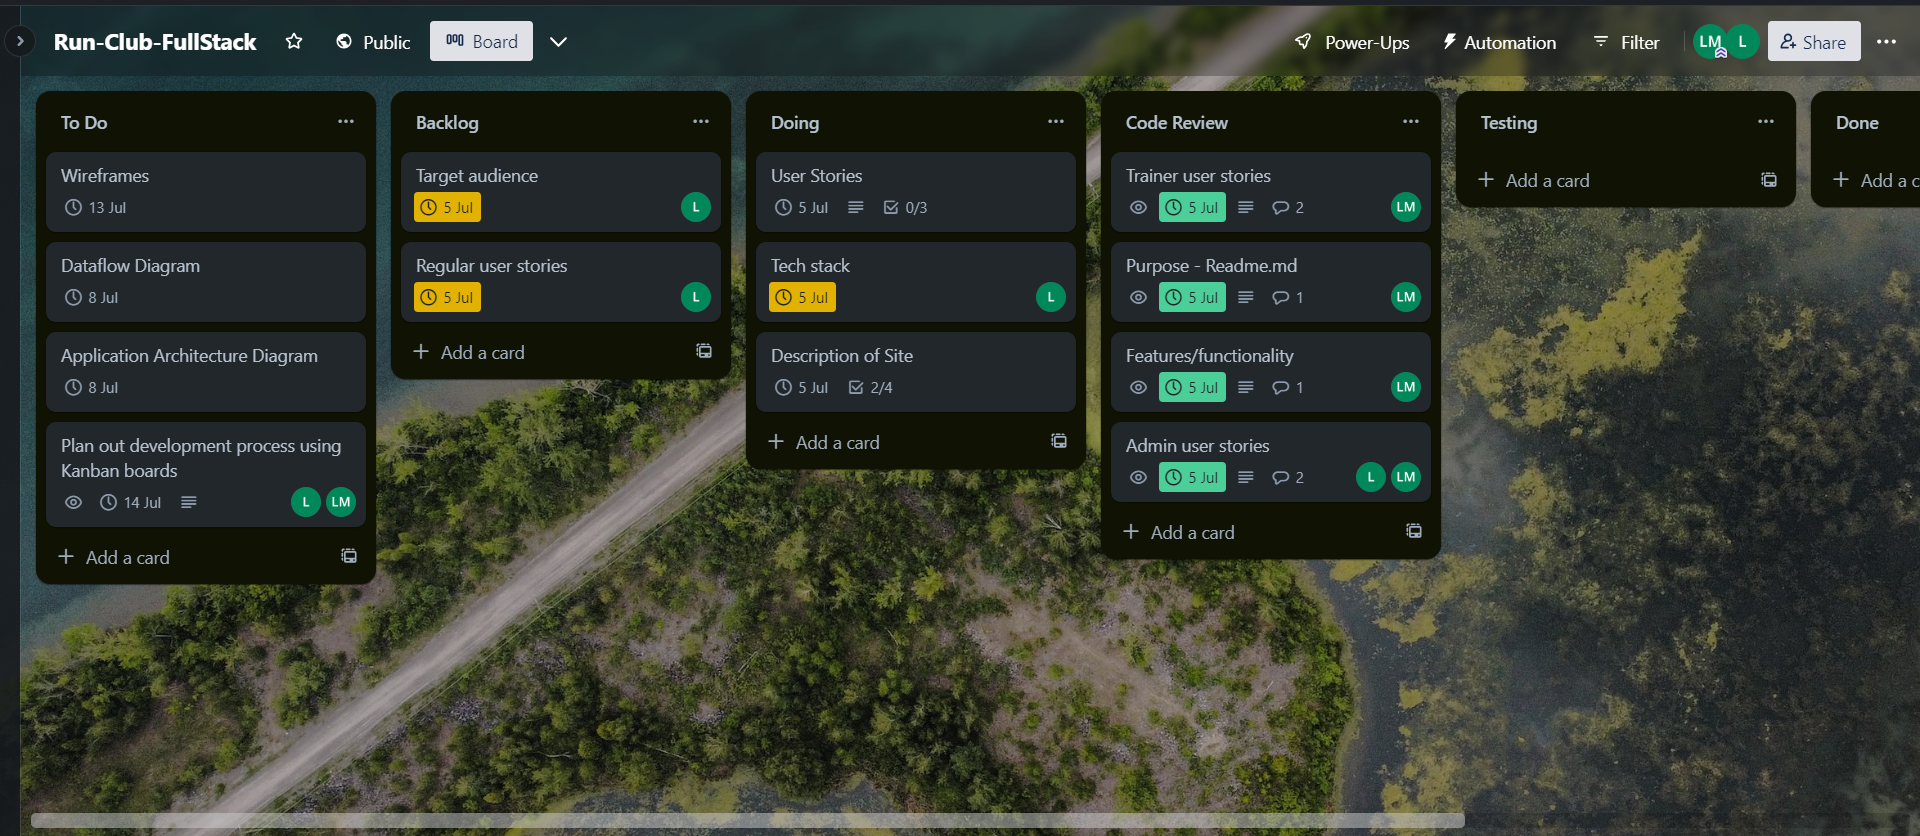 Run-Club-FullStack
Public
Board
Power-Ups
Automation
Filter
LM
L
Share
To Do
Wireframes
13 Jul
Dataflow Diagram
8 Jul
Application Architecture Diagram
8 Jul
Plan out development process using
Kanban boards
14 Jul
L
LM
Add a card
Backlog
Target audience
5 Jul
L
Regular user stories
5 Jul
L
Add a card
Doing
User Stories
5 Jul
0/3
Tech stack
5 Jul
L
Description of Site
5 Jul
2/4
Add a card
Code Review
Trainer user stories
5 Jul
2
LM
Purpose - Readme.md
5 Jul
1
LM
Features/functionality
5 Jul
1
LM
Admin user stories
5 Jul
2
L
LM
Add a card
Testing
Add a card
Done
Add a c